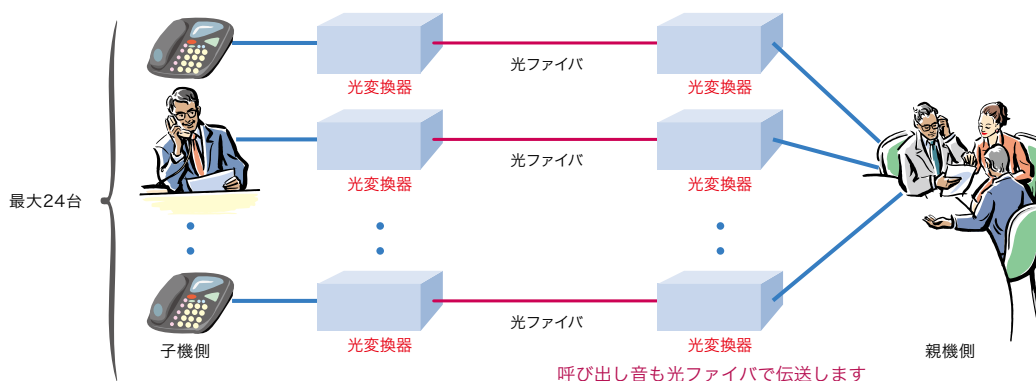 光ファイバ
光変換器
光変換器
光ファイバ
光変換器
光変換器
最大24台
光ファイバ
子機側
光変換器
光変換器
親機側
呼び出し音も光ファイバで伝送します